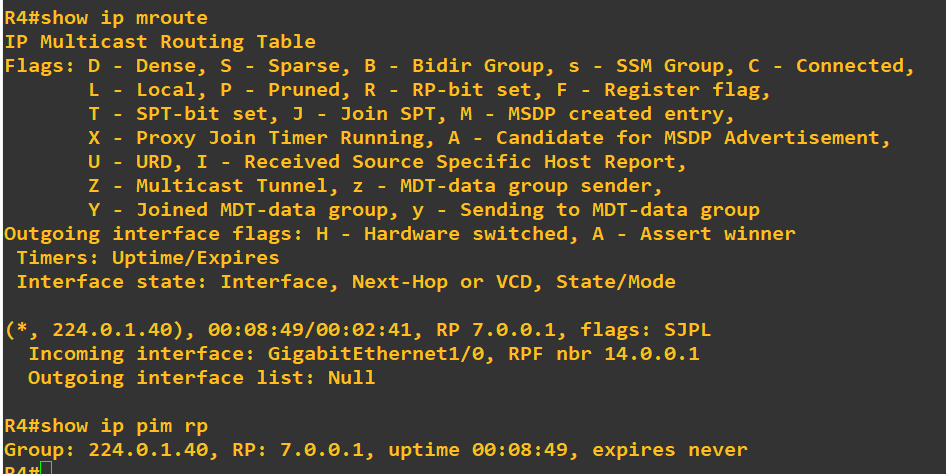 R4#show ip mroute
IP Multicast Routing Table
Flags: D - Dense, S - Sparse, B - Bidir Group, s - SSM Group, C - Connected,
       L - Local, P - Pruned, R - RP-bit set, F - Register flag,
       T - SPT-bit set, J - Join SPT, M - MSDP created entry,
       X - Proxy Join Timer Running, A - Candidate for MSDP Advertisement,
       U - URD, I - Received Source Specific Host Report,
       Z - Multicast Tunnel, z - MDT-data group sender,
       Y - Joined MDT-data group, y - Sending to MDT-data group
Outgoing interface flags: H - Hardware switched, A - Assert winner
 Timers: Uptime/Expires
 Interface state: Interface, Next-Hop or VCD, State/Mode

(*, 224.0.1.40), 00:08:49/00:02:41, RP 7.0.0.1, flags: SJPL
  Incoming interface: GigabitEthernet1/0, RPF nbr 14.0.0.1
  Outgoing interface list: Null

R4#show ip pim rp
Group: 224.0.1.40, RP: 7.0.0.1, uptime 00:08:49, expires never
R4#